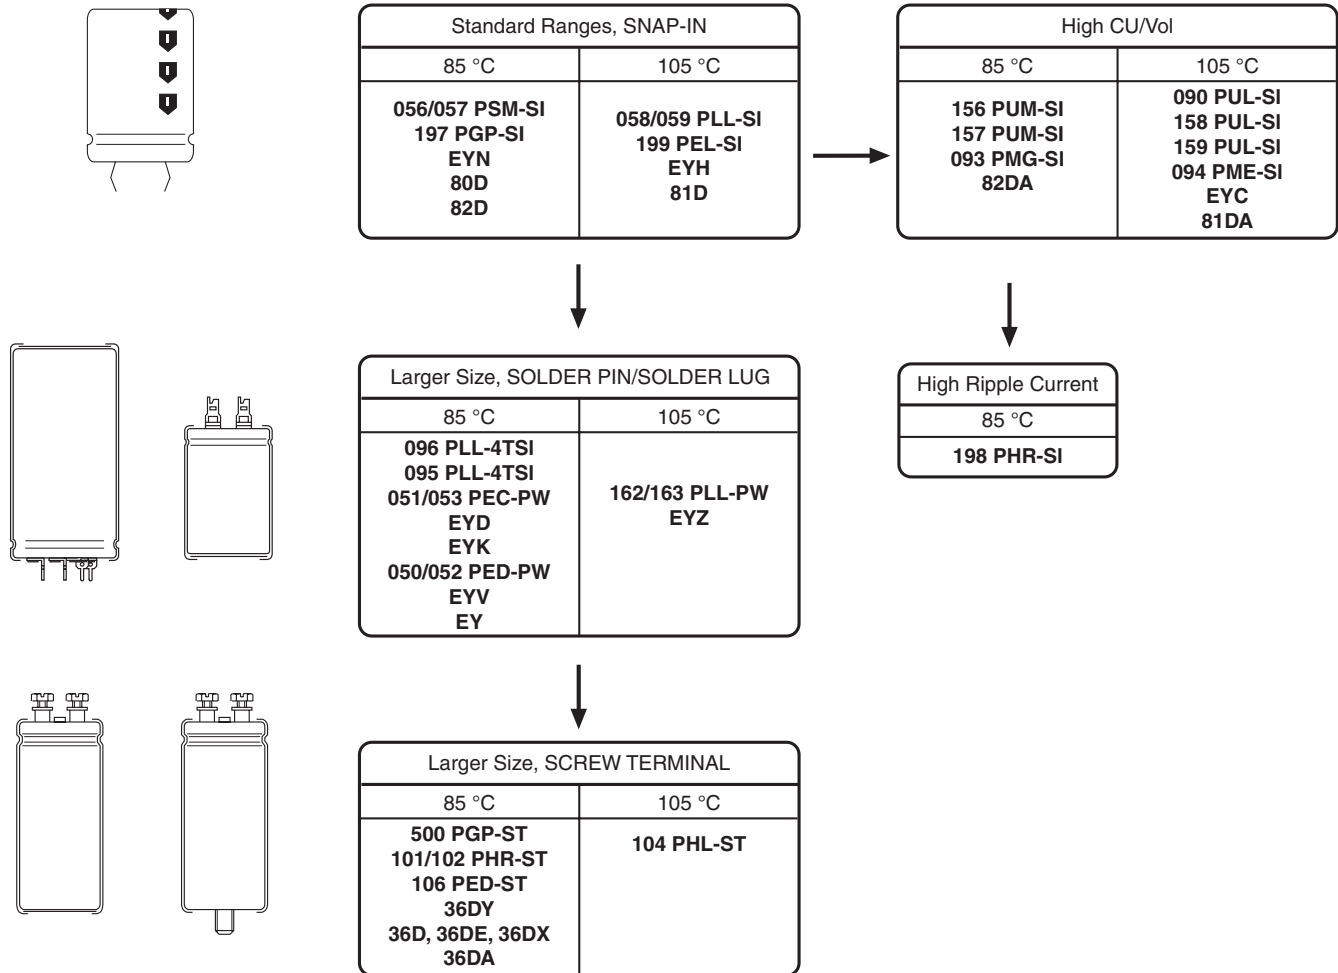 Standard Ranges, SNAP-IN
85 °C 105 °C
056/057 PSM-SI
197 PGP-SI
EYN
80D
82D
058/059 PLL-SI
199 PEL-SI
EYH
81D
High CU/Vol
85 °C 105 °C
156 PUM-SI
157 PUM-SI
093 PMG-SI
82DA
090 PUL-SI
158 PUL-SI
159 PUL-SI
094 PME-SI
EYC
81DA
Larger Size, SOLDER PIN/SOLDER LUG
85 °C 105 °C
096 PLL-4TSI
095 PLL-4TSI
051/053 PEC-PW
EYD
EYK
050/052 PED-PW
EYV
EY
162/163 PLL-PW
EYZ
High Ripple Current
85 °C
198 PHR-SI
Larger Size, SCREW TERMINAL
85 °C 105 °C
500 PGP-ST
101/102 PHR-ST
106 PED-ST
36DY
36D, 36DE, 36DX
36DA
104 PHL-ST